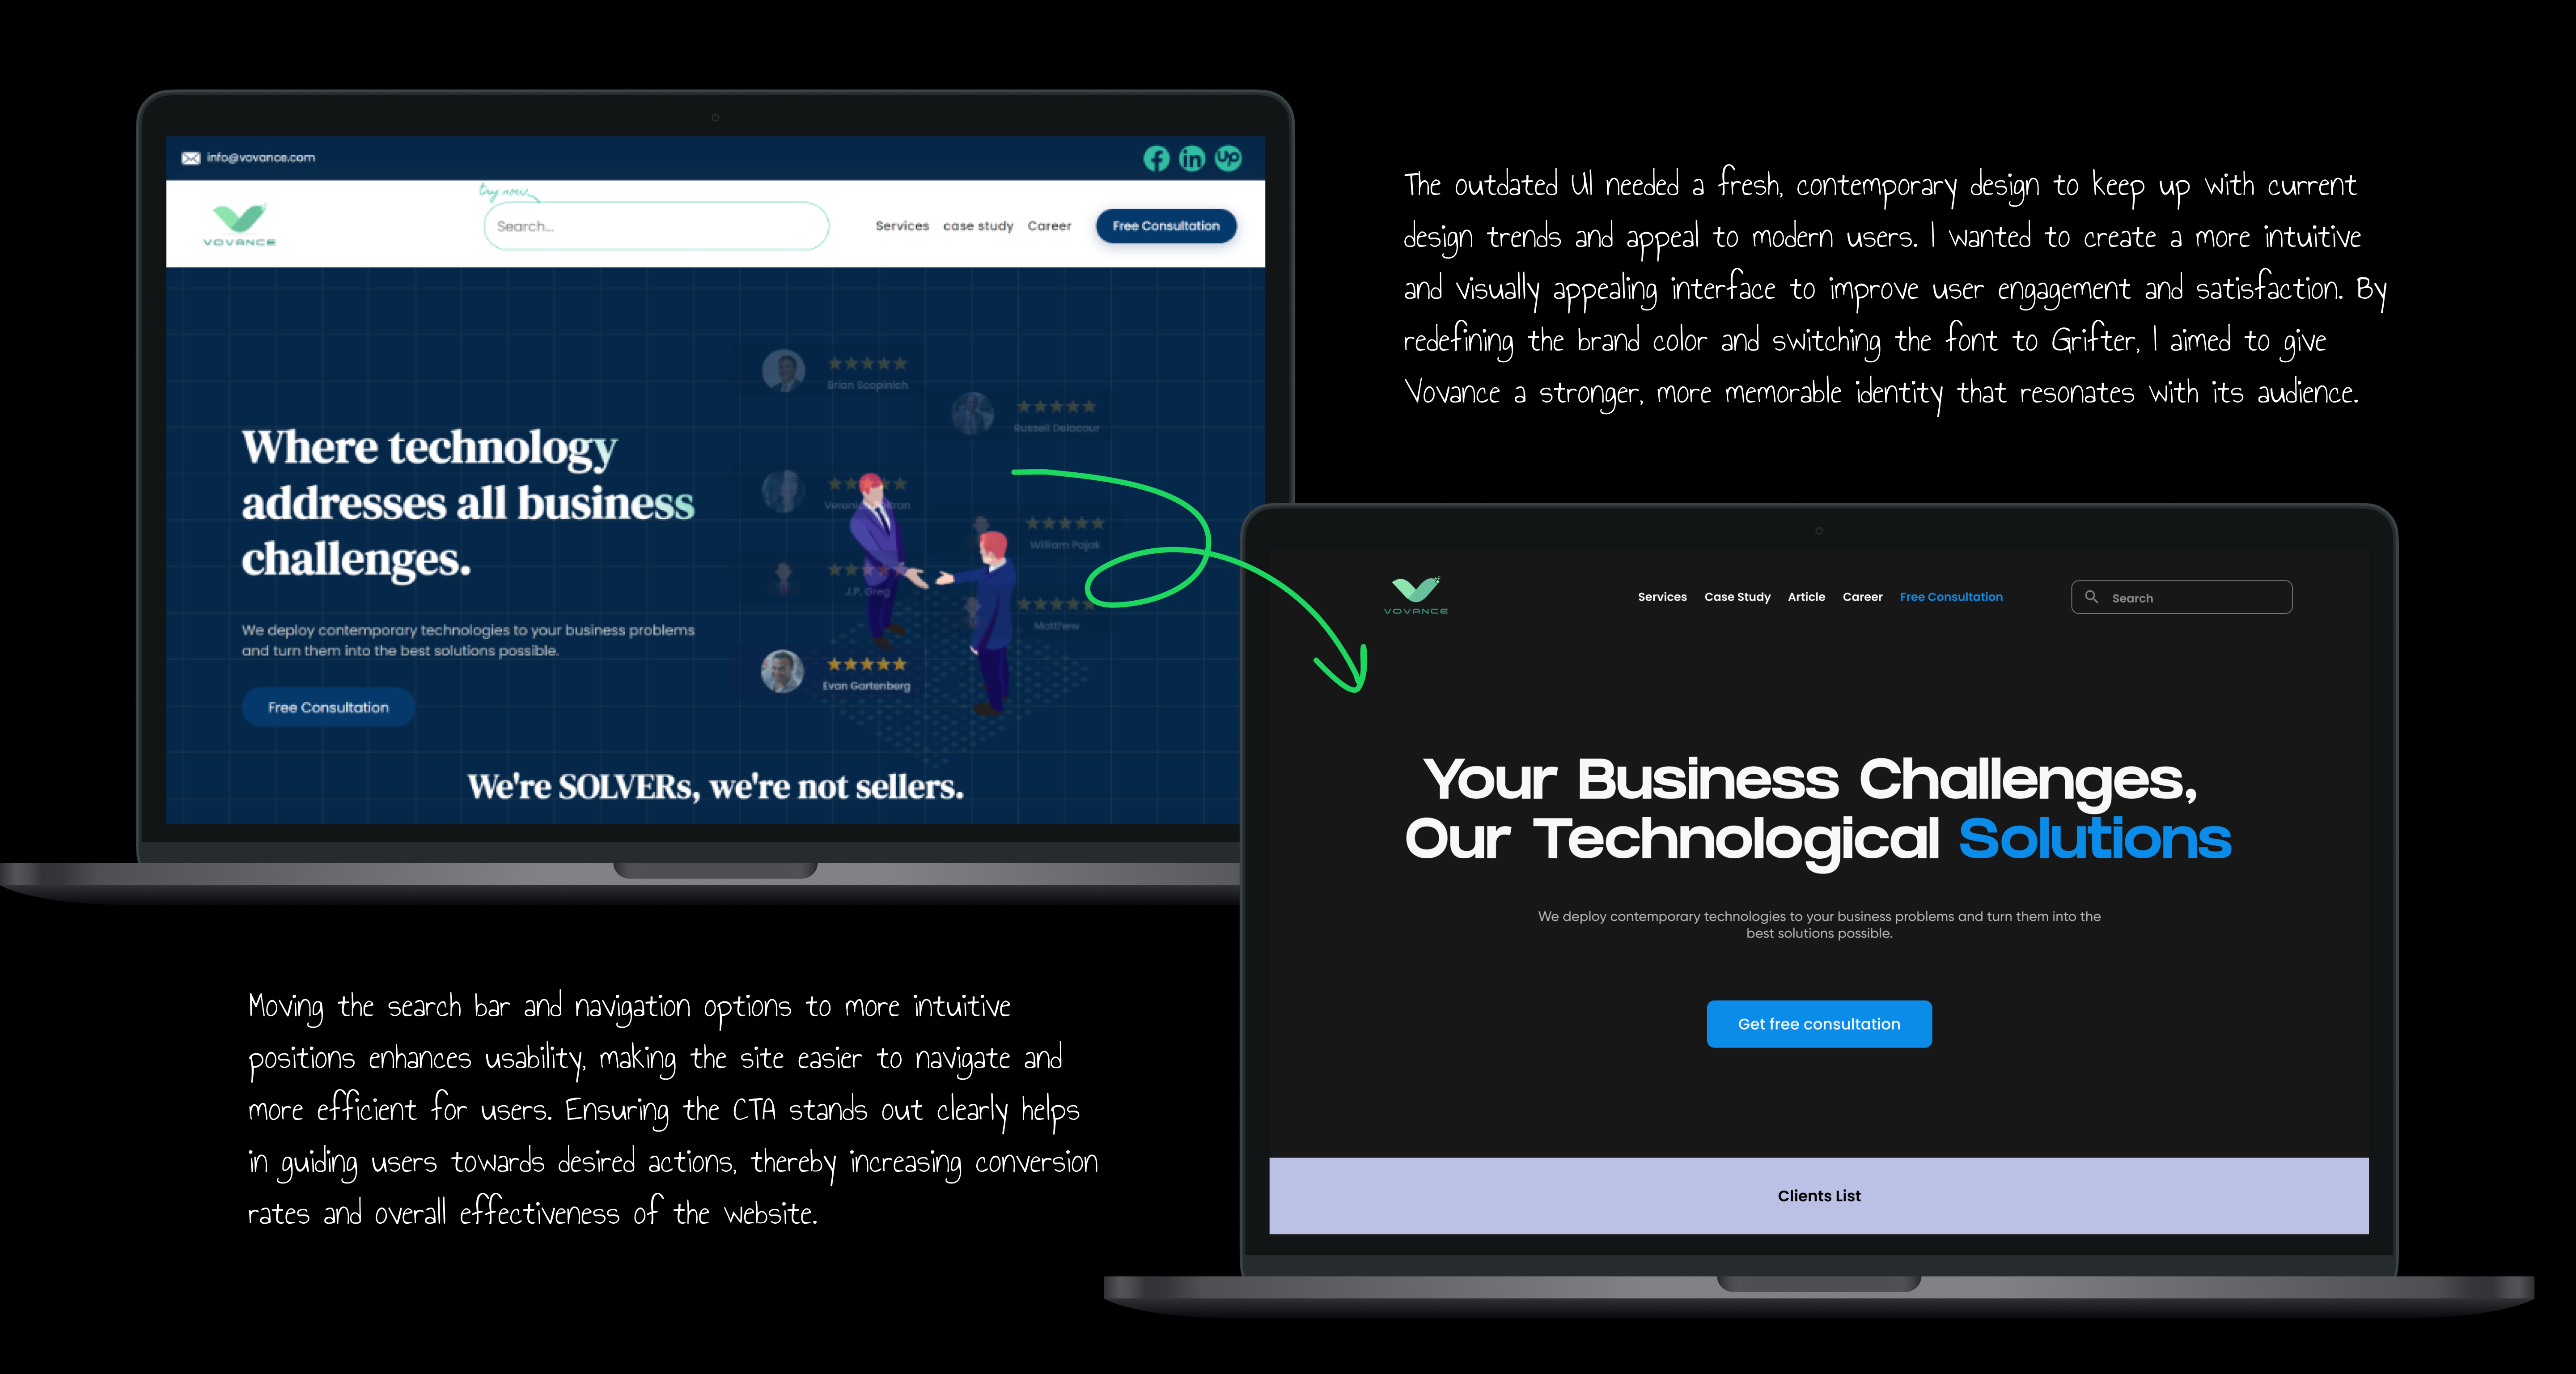 info@vovance.com
try now
VOVANCE
Search...
Services case study Career Free Consultation
Brian Scopinich
Russell Delacour
Where technology
addresses all business
challenges.
William Pojak
J.P. Greg
Matthew
Evan Gartenberg
We deploy contemporary technologies to your business problems
and turn them into the best solutions possible.
Free Consultation
We're SOLVERs, we're not sellers.
The outdated UI needed a fresh, contemporary design to keep up with current
design trends and appeal to modern users. I wanted to create a more intuitive
and visually appealing interface to improve user engagement and satisfaction. By
redefining the brand color and switching the font to Grifter, I aimed to give
Vovance a stronger, more memorable identity that resonates with its audience.
VOVANCE
Services Case Study Article Career Free Consultation
Search
Your Business Challenges,
Our Technological Solutions
We deploy contemporary technologies to your business problems and turn them into the
best solutions possible.
Get free consultation
Clients List
Moving the search bar and navigation options to more intuitive
positions enhances usability, making the site easier to navigate and
more efficient for users. Ensuring the CTA stands out clearly helps
in guiding users towards desired actions, thereby increasing conversion
rates and overall effectiveness of the website.